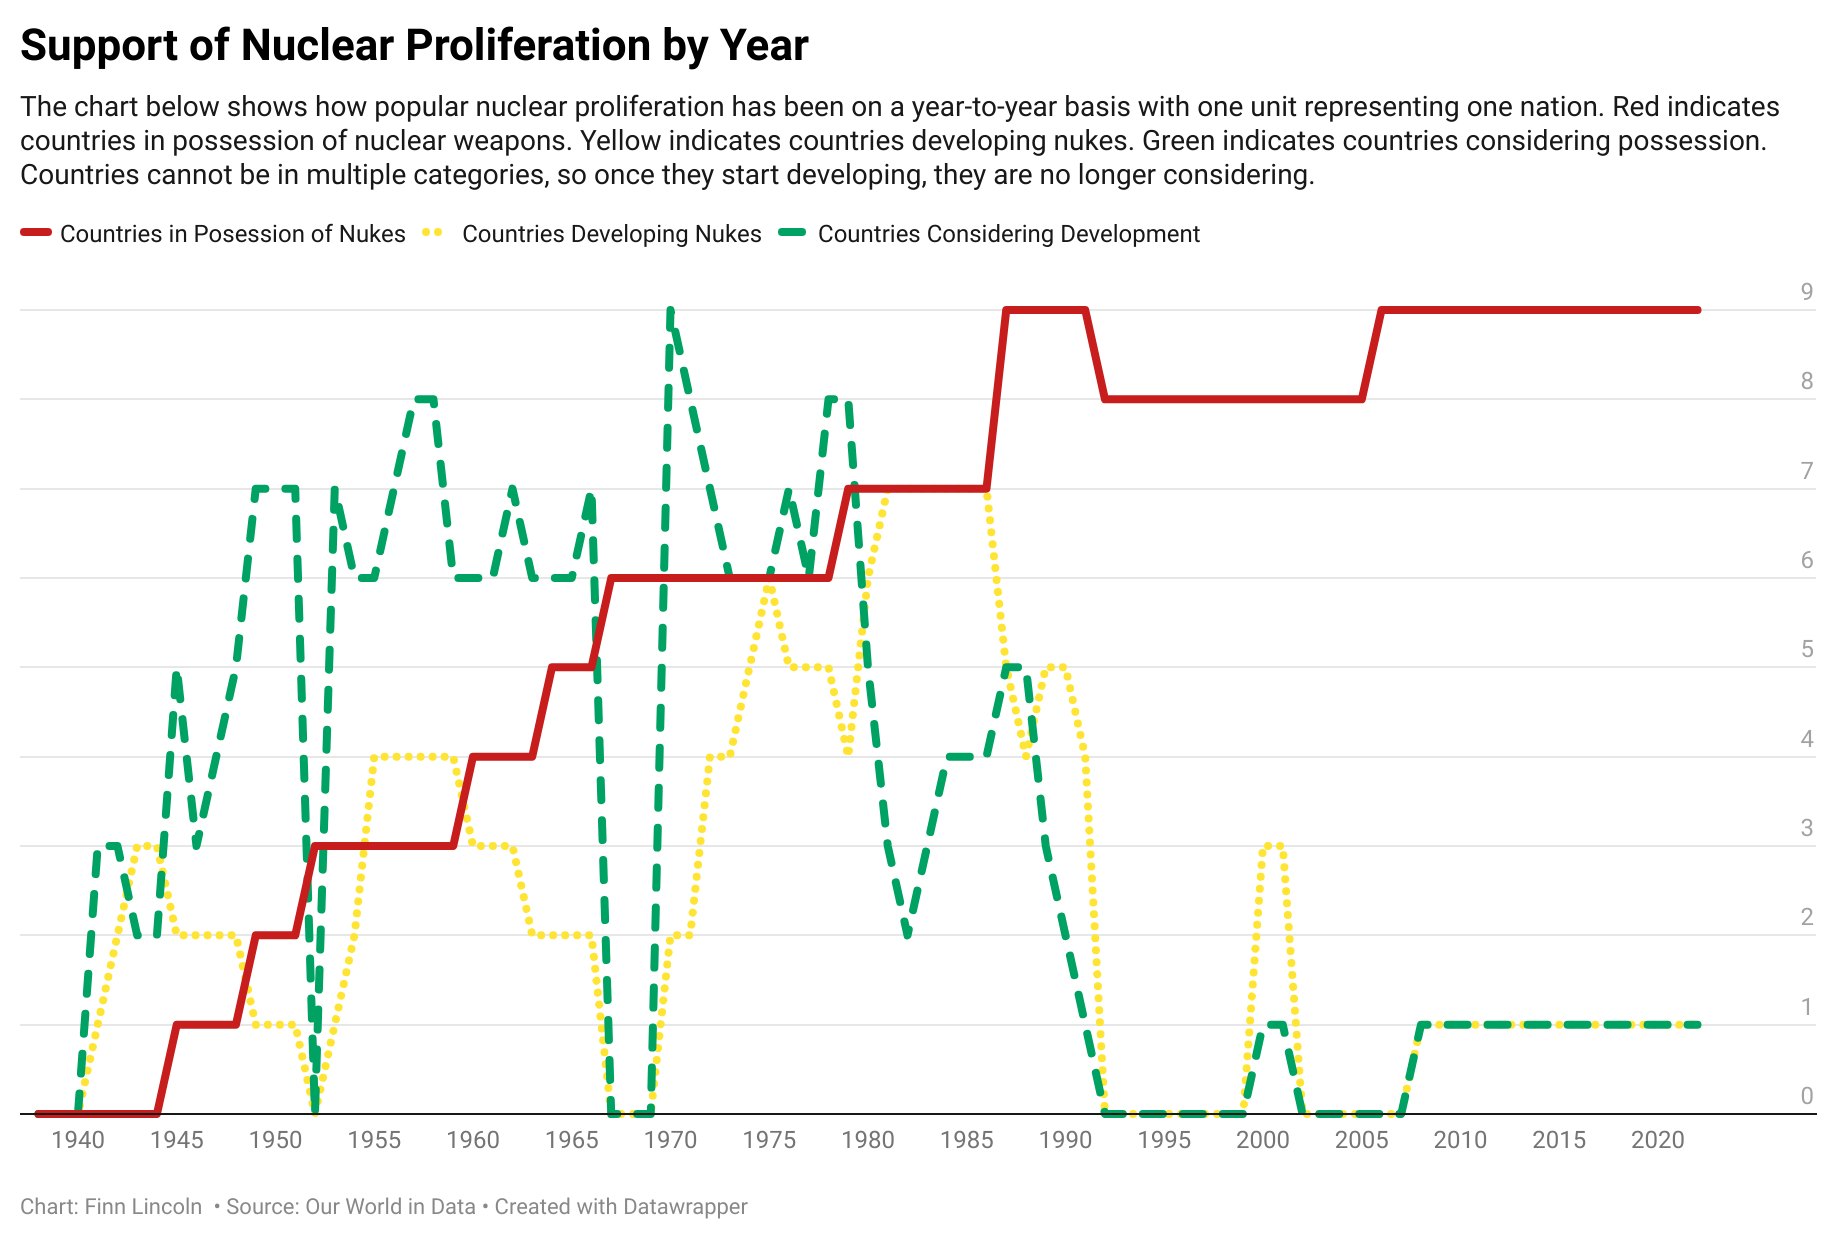 Support of Nuclear Proliferation by Year
The chart below shows how popular nuclear proliferation has been on a year-to-year basis with one unit representing one nation. Red indicates
countries in possession of nuclear weapons. Yellow indicates countries developing nukes. Green indicates countries considering possession.
Countries cannot be in multiple categories, so once they start developing, they are no longer considering.
Countries in Posession of Nukes Countries Developing Nukes Countries Considering Development
9
8
7
6
5
4
3
2
1
0
1940 1945 1950 1955 1960 1965 1970 1975 1980 1985 1990 1995 2000 2005 2010 2015 2020
Chart: Finn Lincoln • Source: Our World in Data • Created with Datawrapper